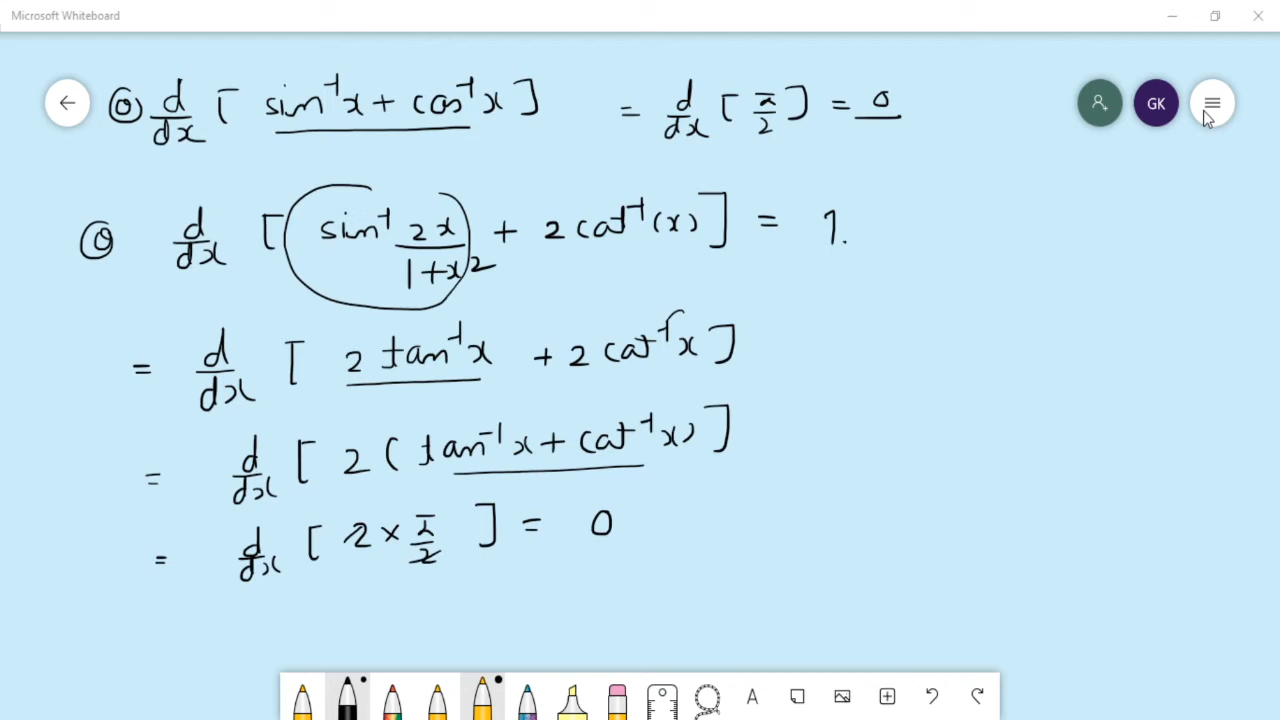 Microsoft Whiteboard
⊙ d/dx [ sin⁻¹x + cos⁻¹x ] = d/dx [ π/2 ] = 0
GK
⊙ d/dx [ sin⁻¹ 2x/1+x² + 2 cot⁻¹(x) ] = ?.
= d/dx [ 2 tan⁻¹x + 2 cot⁻¹x ]
= d/dx [ 2 ( tan⁻¹x + cot⁻¹x) ]
= d/dx [ 2 × π/2 ] = 0
A